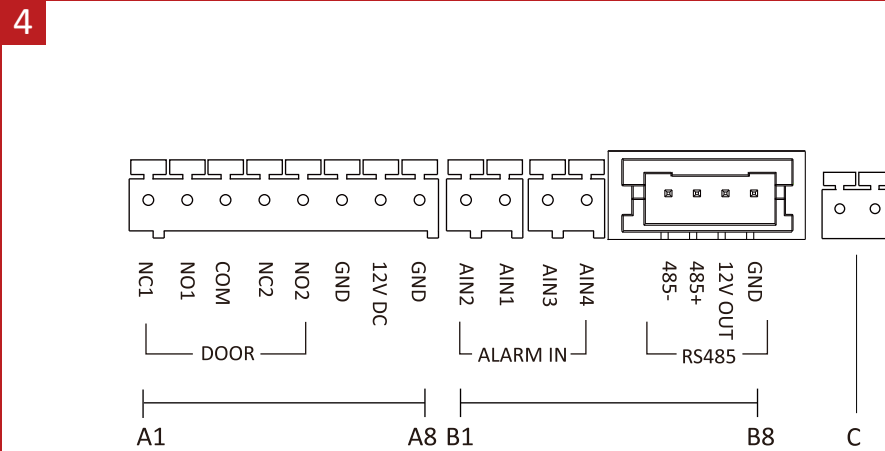 4
NC1 NO1 COM NC2 NO2 GND 12V DC GND AIN2 AIN1 AIN3 AIN4 485- 485+ 12V OUT GND
DOOR ALARM IN RS485
A1 A8 B1 B8 C